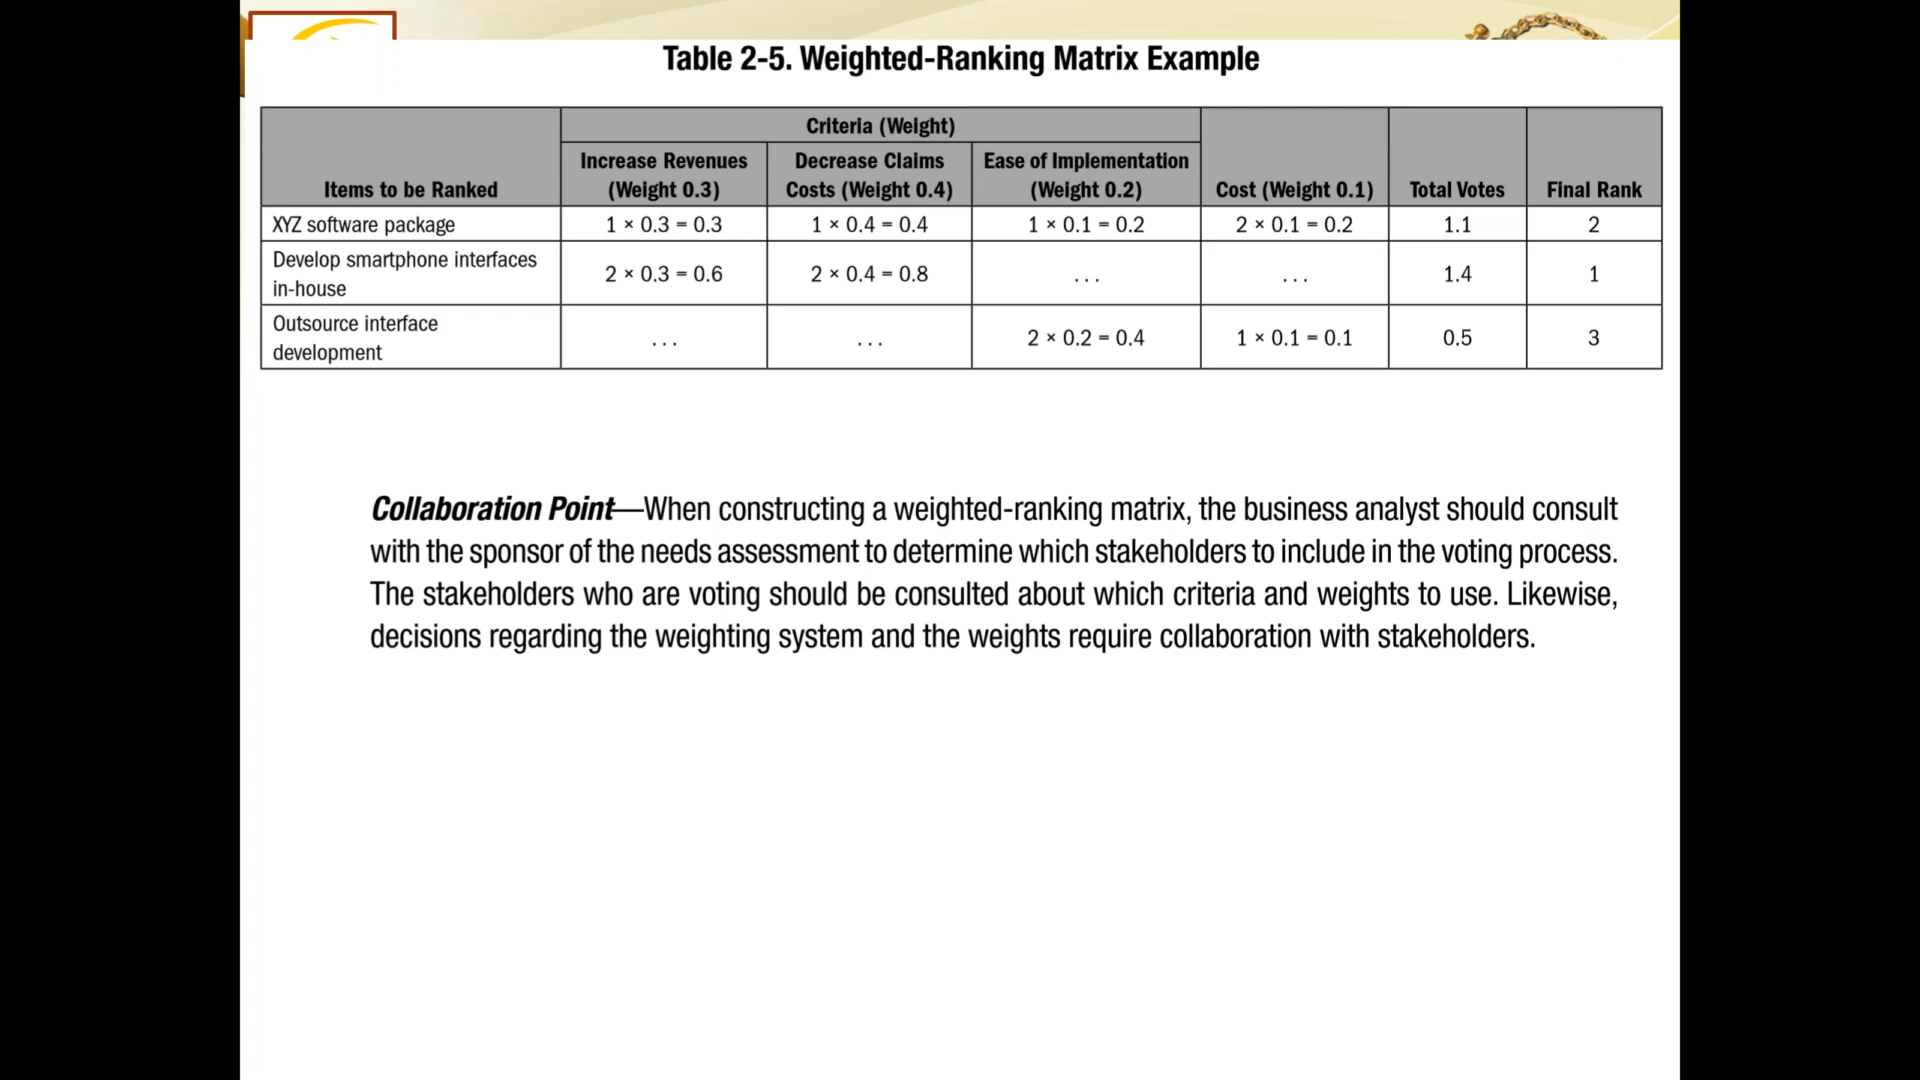 Table 2-5. Weighted-Ranking Matrix Example
Criteria (Weight)
Items to be Ranked
Increase Revenues
(Weight 0.3)
Decrease Claims
Costs (Weight 0.4)
Ease of Implementation
(Weight 0.2)
Cost (Weight 0.1)
Total Votes
Final Rank
XYZ software package
1 × 0.3 = 0.3
1 × 0.4 = 0.4
1 × 0.1 = 0.2
2 × 0.1 = 0.2
1.1
2
Develop smartphone interfaces
in-house
2 × 0.3 = 0.6
2 × 0.4 = 0.8
. . .
. . .
1.4
1
Outsource interface
development
. . .
. . .
2 × 0.2 = 0.4
1 × 0.1 = 0.1
0.5
3
Collaboration Point—When constructing a weighted-ranking matrix, the business analyst should consult
with the sponsor of the needs assessment to determine which stakeholders to include in the voting process.
The stakeholders who are voting should be consulted about which criteria and weights to use. Likewise,
decisions regarding the weighting system and the weights require collaboration with stakeholders.